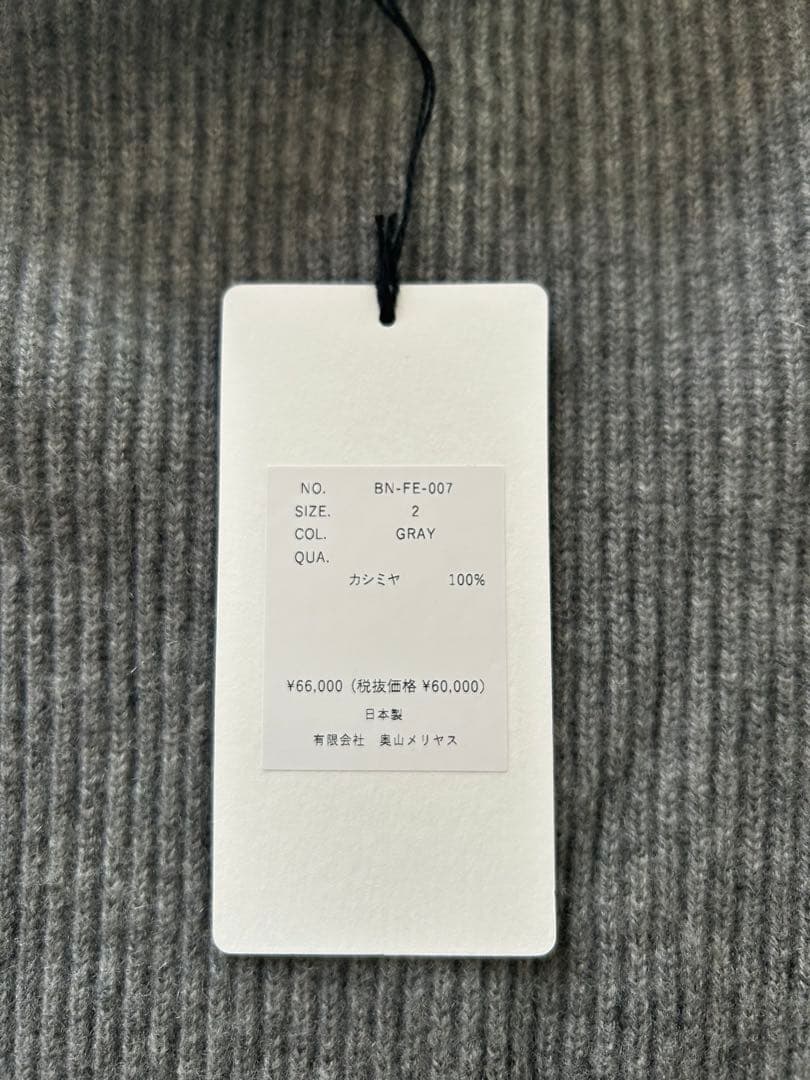 NO. BN-FE-007
SIZE. 2
COL. GRAY
QUA.
カシミヤ 100%
¥66,000 (税抜価格 ¥60,000)
日本製
有限会社 奥山メリヤス